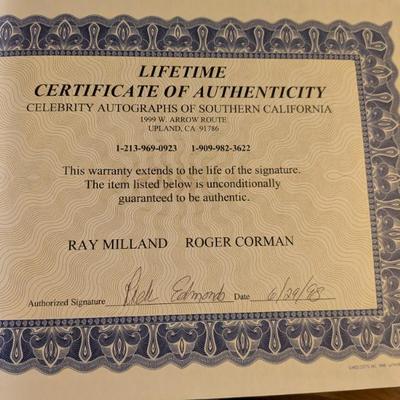 LIFETIME
CERTIFICATE OF AUTHENTICITY
CELEBRITY AUTOGRAPHS OF SOUTHERN CALIFORNIA
1999 W. ARROW ROUTE
UPLAND, CA 91786
1-213-969-0923 1-909-982-3622
This warranty extends to the life of the signature.
The item listed below is unconditionally
guaranteed to be authentic.
RAY MILLAND ROGER CORMAN
Authorized Signature Rick Edmonds Date 6/29/98